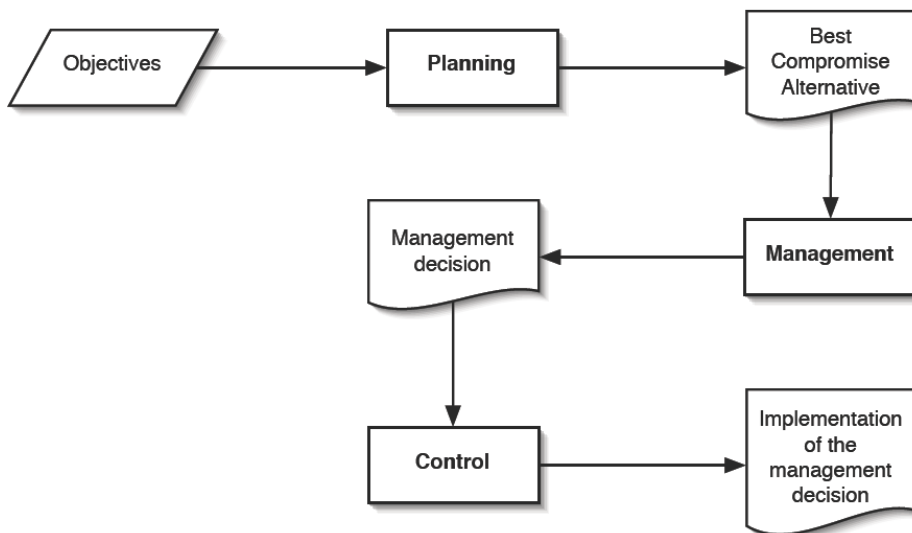 Objectives
Planning
Best
Compromise
Alternative
Management
decision
Management
Control
Implementation
of the
management
decision